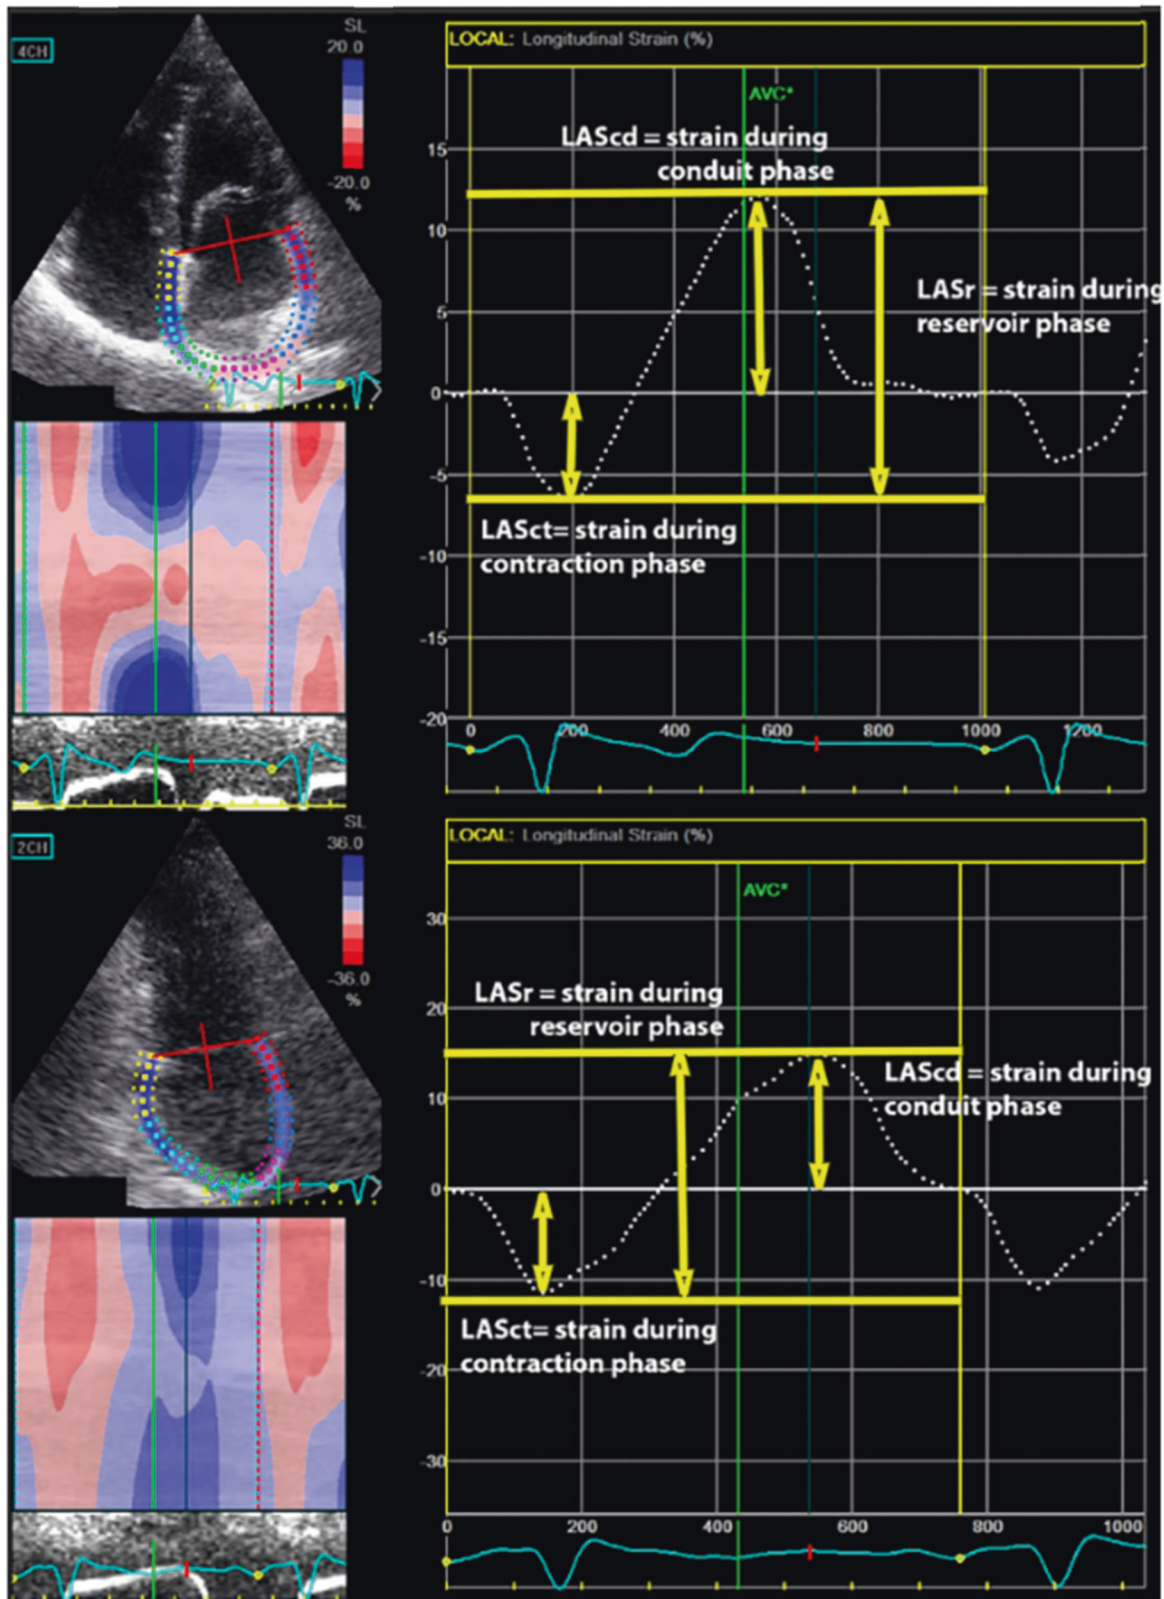 4CH
SL
20.0
-20.0
%
LOCAL: Longitudinal Strain (%)
AVC*
LAScd = strain during
conduit phase
LASr = strain during
reservoir phase
LASct= strain during
contraction phase
15
10
5
0
-5
-10
-15
-20
0 200 400 600 800 1000 1200
2CH
SL
36.0
-36.0
%
LOCAL: Longitudinal Strain (%)
AVC*
LASr = strain during
reservoir phase
LAScd = strain during
conduit phase
LASct= strain during
contraction phase
30
20
10
0
-10
-20
-30
0 200 400 600 800 1000